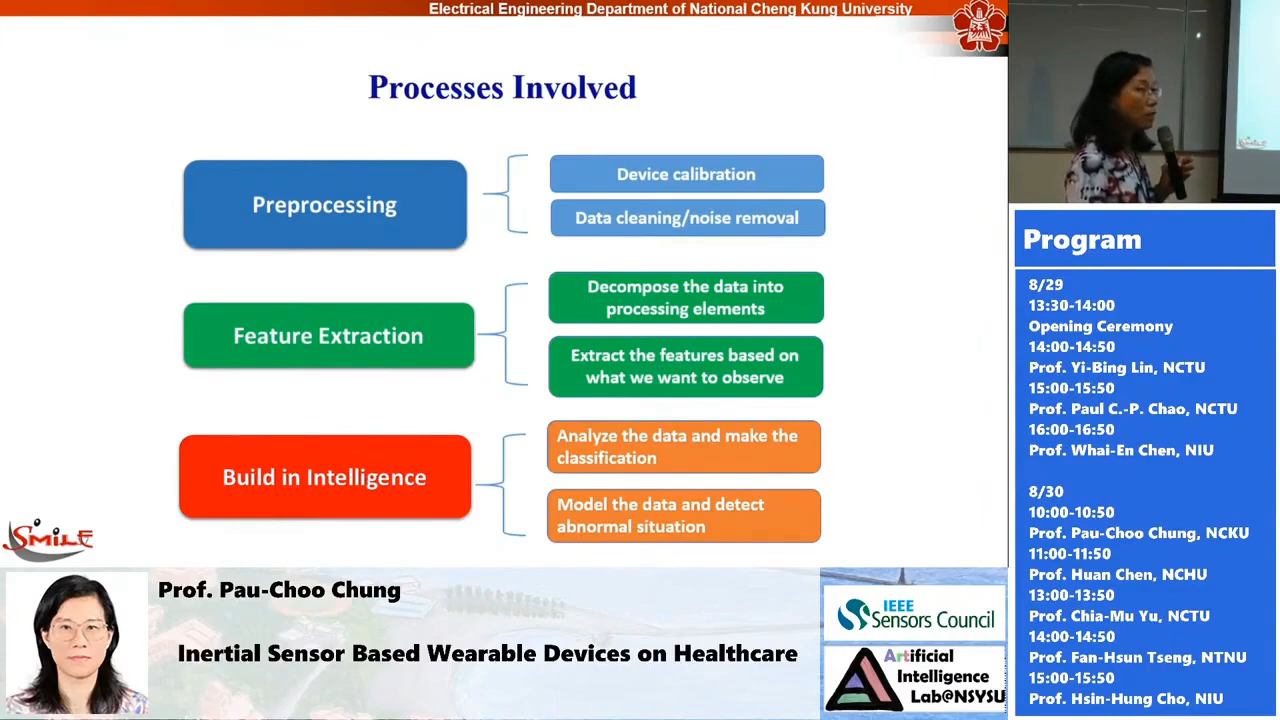 Electrical Engineering Department of National Cheng Kung University
Processes Involved
Preprocessing
Device calibration
Data cleaning/noise removal
Feature Extraction
Decompose the data into
processing elements
Extract the features based on
what we want to observe
Build in Intelligence
Analyze the data and make the
classification
Model the data and detect
abnormal situation
SMILE
Prof. Pau-Choo Chung
Inertial Sensor Based Wearable Devices on Healthcare
IEEE
Sensors Council
Artificial
Intelligence
Lab@NSYSU
Program
8/29
13:30-14:00
Opening Ceremony
14:00-14:50
Prof. Yi-Bing Lin, NCTU
15:00-15:50
Prof. Paul C.-P. Chao, NCTU
16:00-16:50
Prof. Whai-En Chen, NIU
8/30
10:00-10:50
Prof. Pau-Choo Chung, NCKU
11:00-11:50
Prof. Huan Chen, NCHU
13:00-13:50
Prof. Chia-Mu Yu, NCTU
14:00-14:50
Prof. Fan-Hsun Tseng, NTNU
15:00-15:50
Prof. Hsin-Hung Cho, NIU